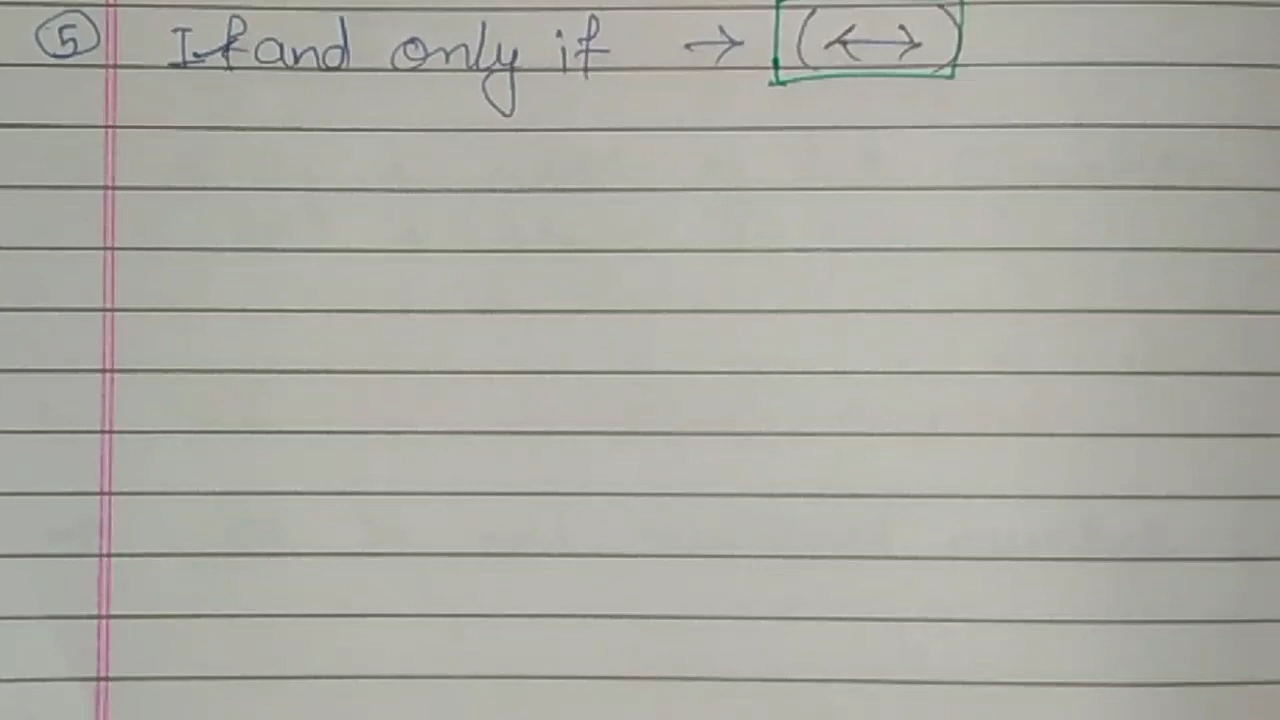 ⑤ If and only if → (↔)